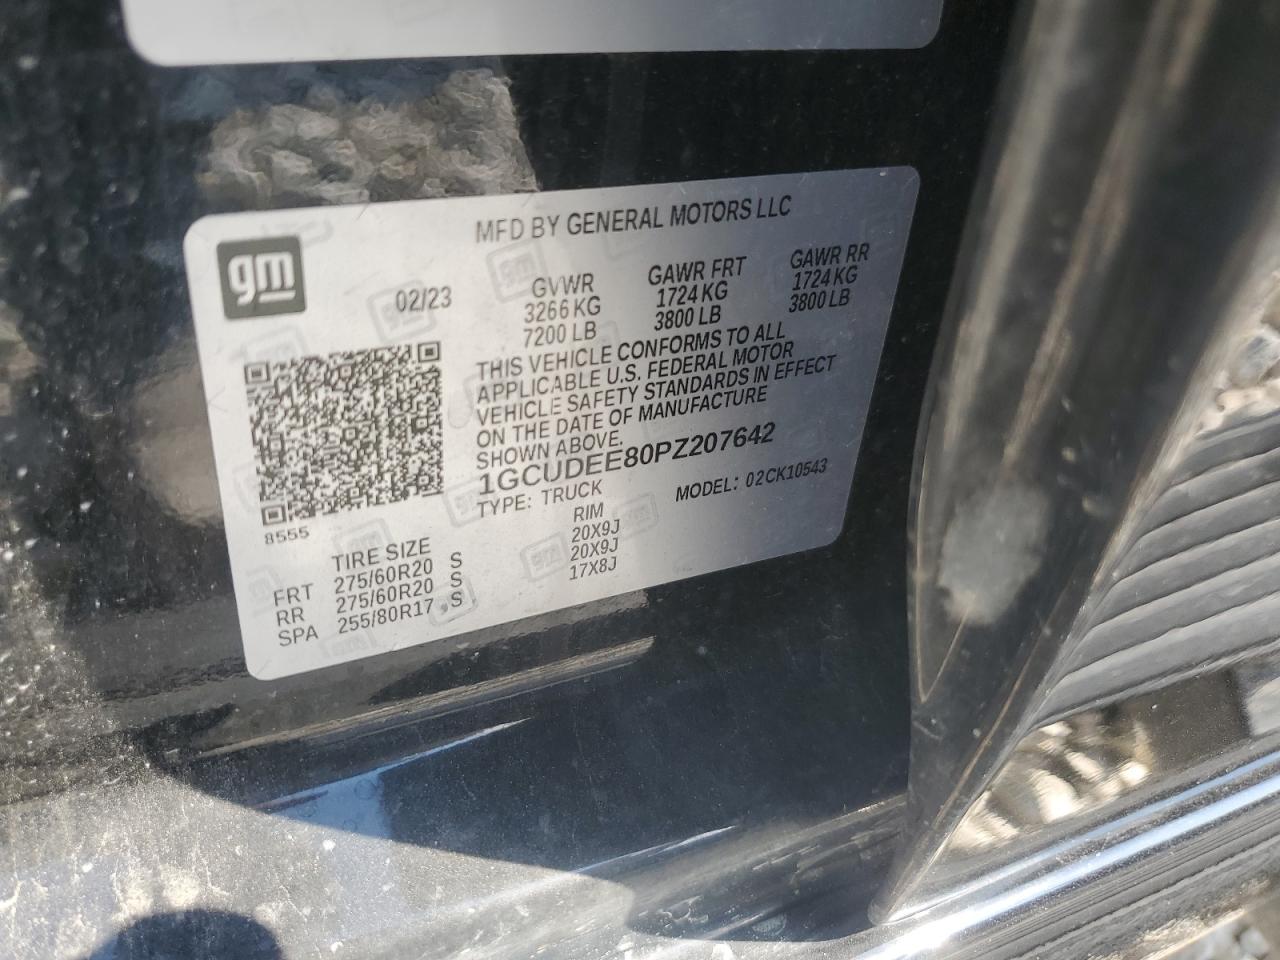 gm
MFD BY GENERAL MOTORS LLC
02/23
GVWR GAWR FRT GAWR RR
3266 KG 1724 KG 1724 KG
7200 LB 3800 LB 3800 LB
THIS VEHICLE CONFORMS TO ALL
APPLICABLE U.S. FEDERAL MOTOR
VEHICLE SAFETY STANDARDS IN EFFECT
ON THE DATE OF MANUFACTURE
SHOWN ABOVE.
1GCUDEE80PZ207642
TYPE: TRUCK MODEL: 02CK10543
8555
TIRE SIZE RIM
FRT 275/60R20 S 20X9J
RR 275/60R20 S 20X9J
SPA 255/80R17 S 17X8J